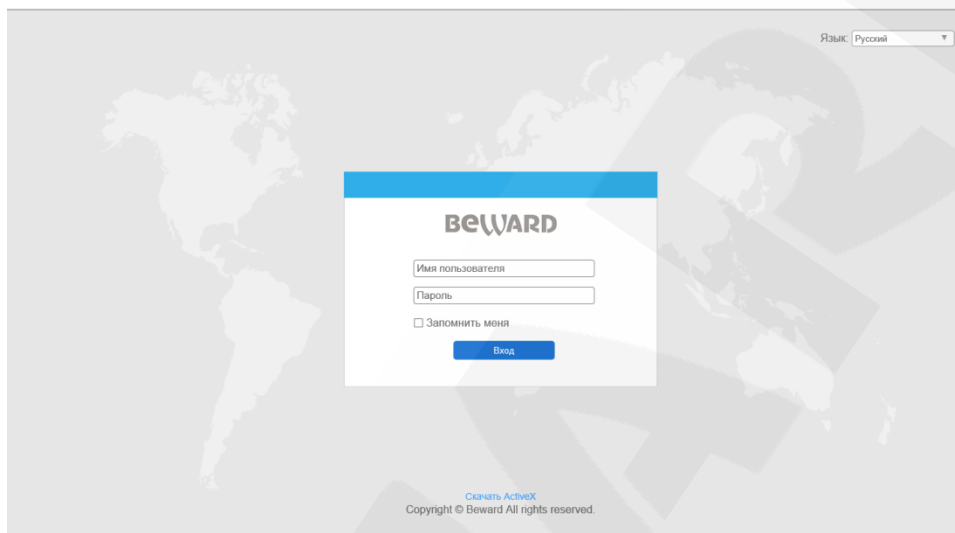 Язык: Русский
BEWARD
Имя пользователя
Пароль
Запомнить меня
Вход
Скачать ActiveX
Copyright © Beward All rights reserved.